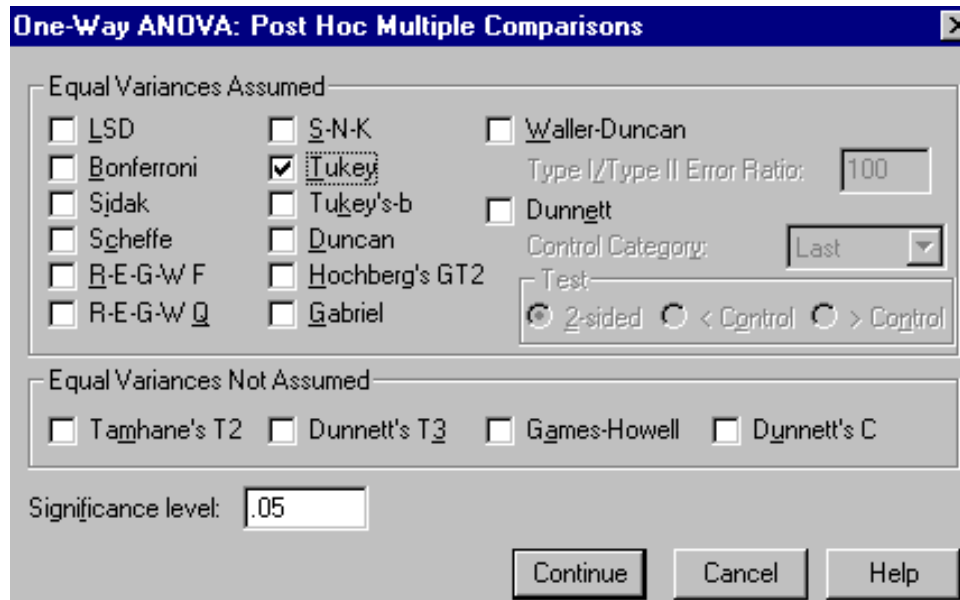 One-Way ANOVA: Post Hoc Multiple Comparisons
Equal Variances Assumed
LSD
S-N-K
Waller-Duncan
Bonferroni
Tukey
Type I/Type II Error Ratio: 100
Sidak
Tukey's-b
Dunnett
Scheffe
Duncan
Control Category: Last
R-E-G-W F
Hochberg's GT2
Test
R-E-G-W Q
Gabriel
2-sided
< Control
> Control
Equal Variances Not Assumed
Tamhane's T2
Dunnett's T3
Games-Howell
Dunnett's C
Significance level: .05
Continue
Cancel
Help